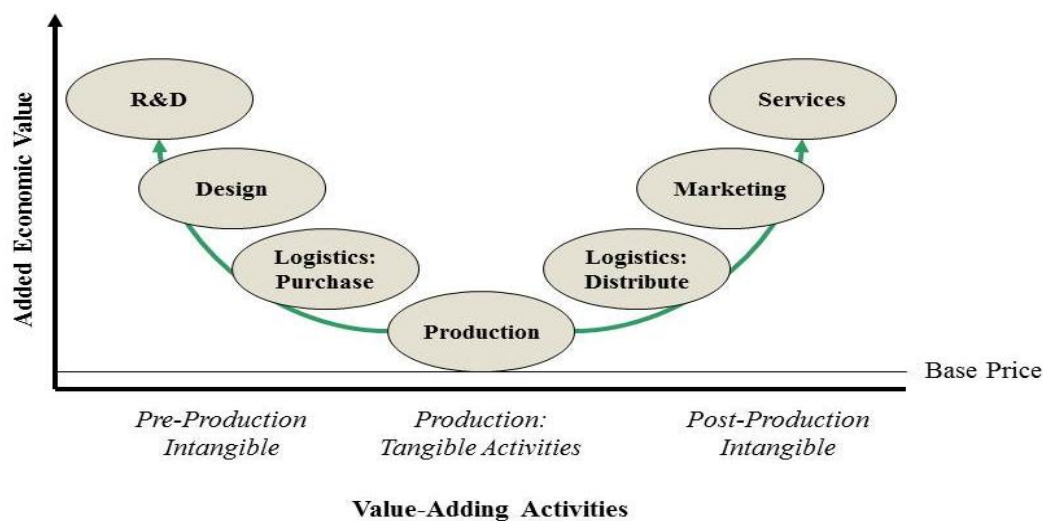 Added Economic Value
R&D
Services
Design
Marketing
Logistics:
Purchase
Logistics:
Distribute
Production
Base Price
Pre-Production
Intangible
Production:
Tangible Activities
Post-Production
Intangible
Value-Adding Activities